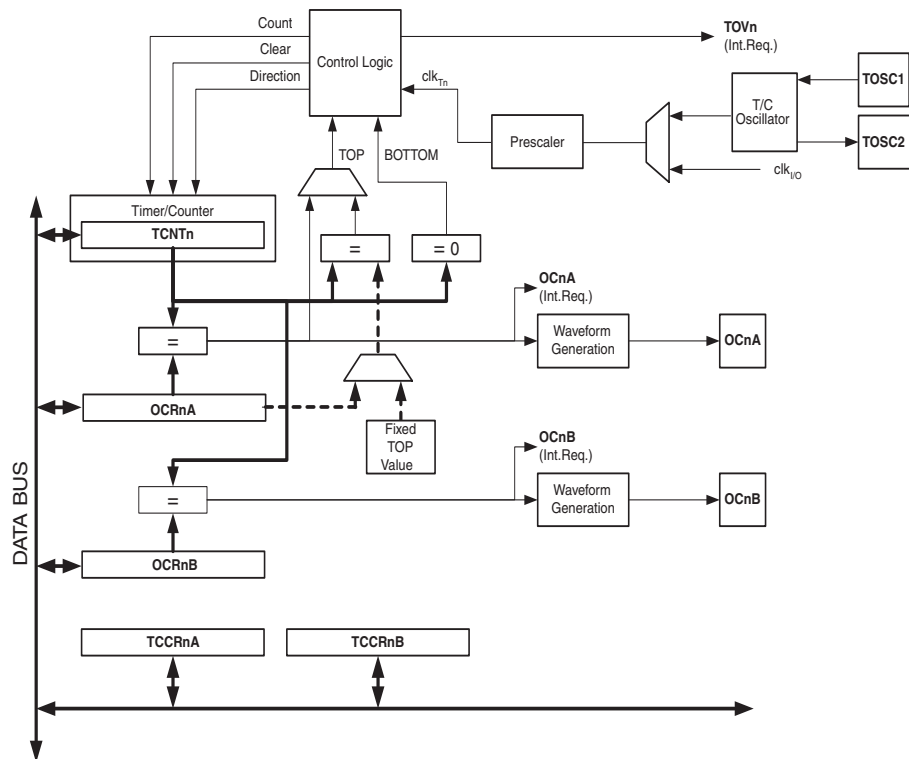 Count
Clear
Direction
Control Logic
clkTn
TOVn
(Int.Req.)
TOSC1
T/C
Oscillator
TOSC2
Prescaler
clkI/O
TOP
BOTTOM
Timer/Counter
TCNTn
=
= 0
=
OCnA
(Int.Req.)
Waveform
Generation
OCnA
OCRnA
Fixed
TOP
Value
OCnB
(Int.Req.)
=
Waveform
Generation
OCnB
OCRnB
DATA BUS
TCCRnA
TCCRnB